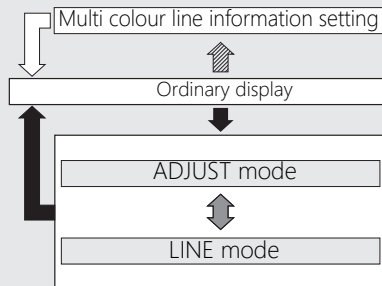 Multi colour line information setting
Ordinary display
ADJUST mode
LINE mode